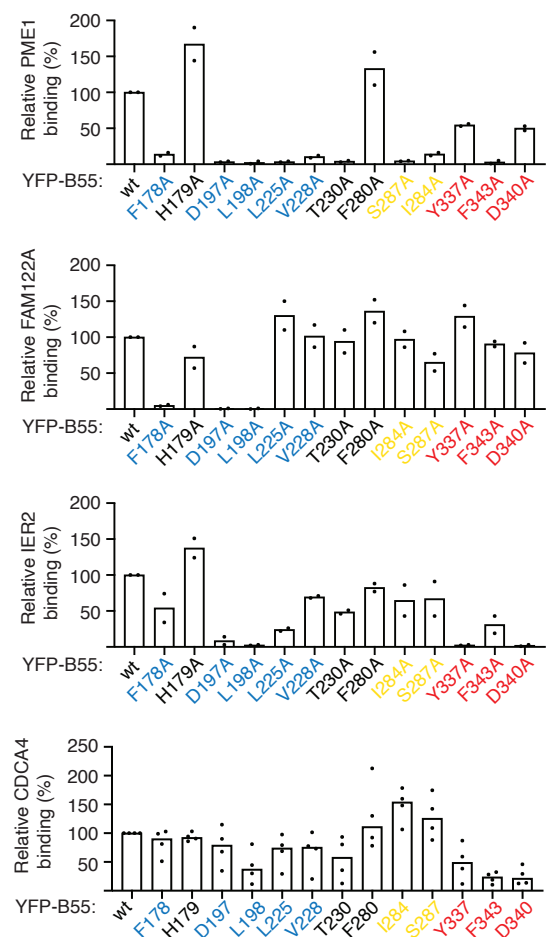 Relative PME1
binding (%)
200
150
100
50
YFP-B55:
wt
F178A
H179A
D197A
L198A
L225A
V228A
T230A
F280A
S287A
I284A
Y337A
F343A
D340A
Relative FAM122A
binding (%)
200
150
100
50
YFP-B55:
wt
F178A
H179A
D197A
L198A
L225A
V228A
T230A
F280A
I284A
S287A
Y337A
F343A
D340A
Relative IER2
binding (%)
200
150
100
50
YFP-B55:
wt
F178A
H179A
D197A
L198A
L225A
V228A
T230A
F280A
I284A
S287A
Y337A
F343A
D340A
Relative CDCA4
binding (%)
250
200
150
100
50
YFP-B55:
wt
F178
H179
D197
L198
L225
V228
T230
F280
I284
S287
Y337
F343
D340